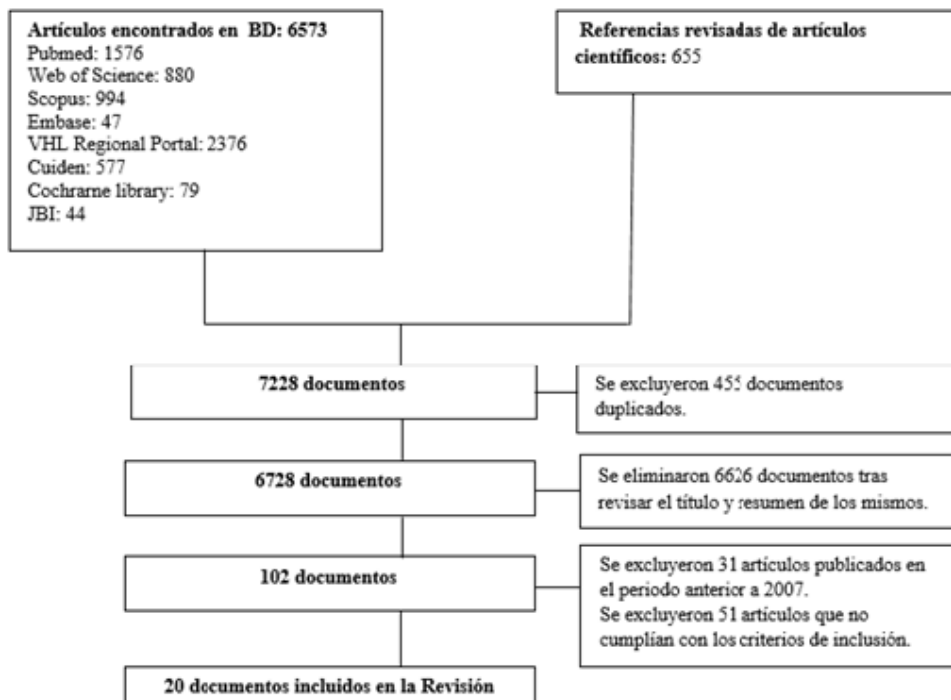 Artículos encontrados en BD: 6573
Pubmed: 1576
Web of Science: 880
Scopus: 994
Embase: 47
VHL Regional Portal: 2376
Cuiden: 577
Cochrarne library: 79
JBI: 44
Referencias revisadas de artículos
científicos: 655
7228 documentos
Se excluyeron 455 documentos
duplicados.
6728 documentos
Se eliminaron 6626 documentos tras
revisar el título y resumen de los mismos.
102 documentos
Se excluyeron 31 artículos publicados en
el periodo anterior a 2007.
Se excluyeron 51 artículos que no
cumplían con los criterios de inclusión.
20 documentos incluidos en la Revisión